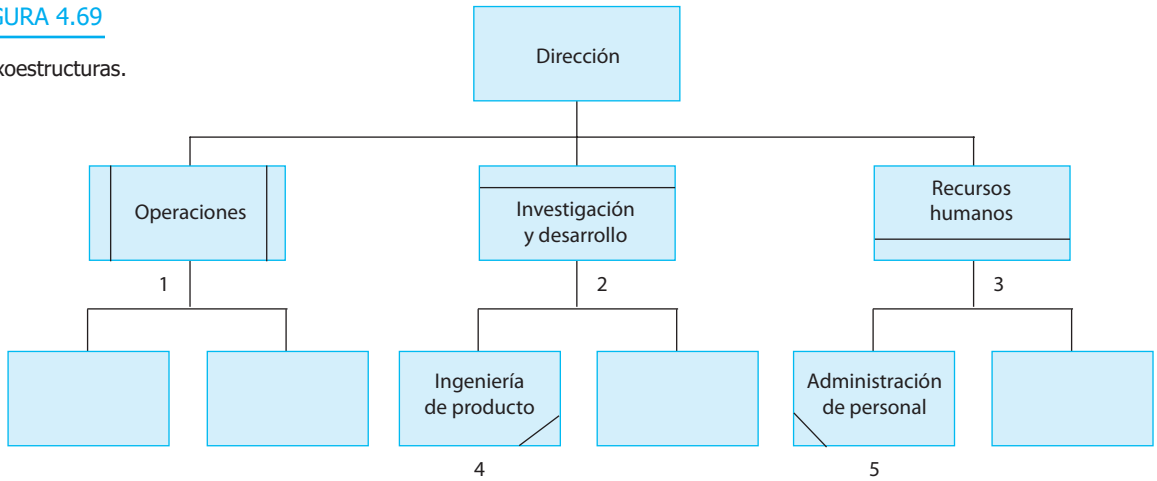 GURA 4.69
xoestructuras.
Dirección
Operaciones
Investigación
y desarrollo
Recursos
humanos
1
2
3
Ingeniería
de producto
Administración
de personal
4
5